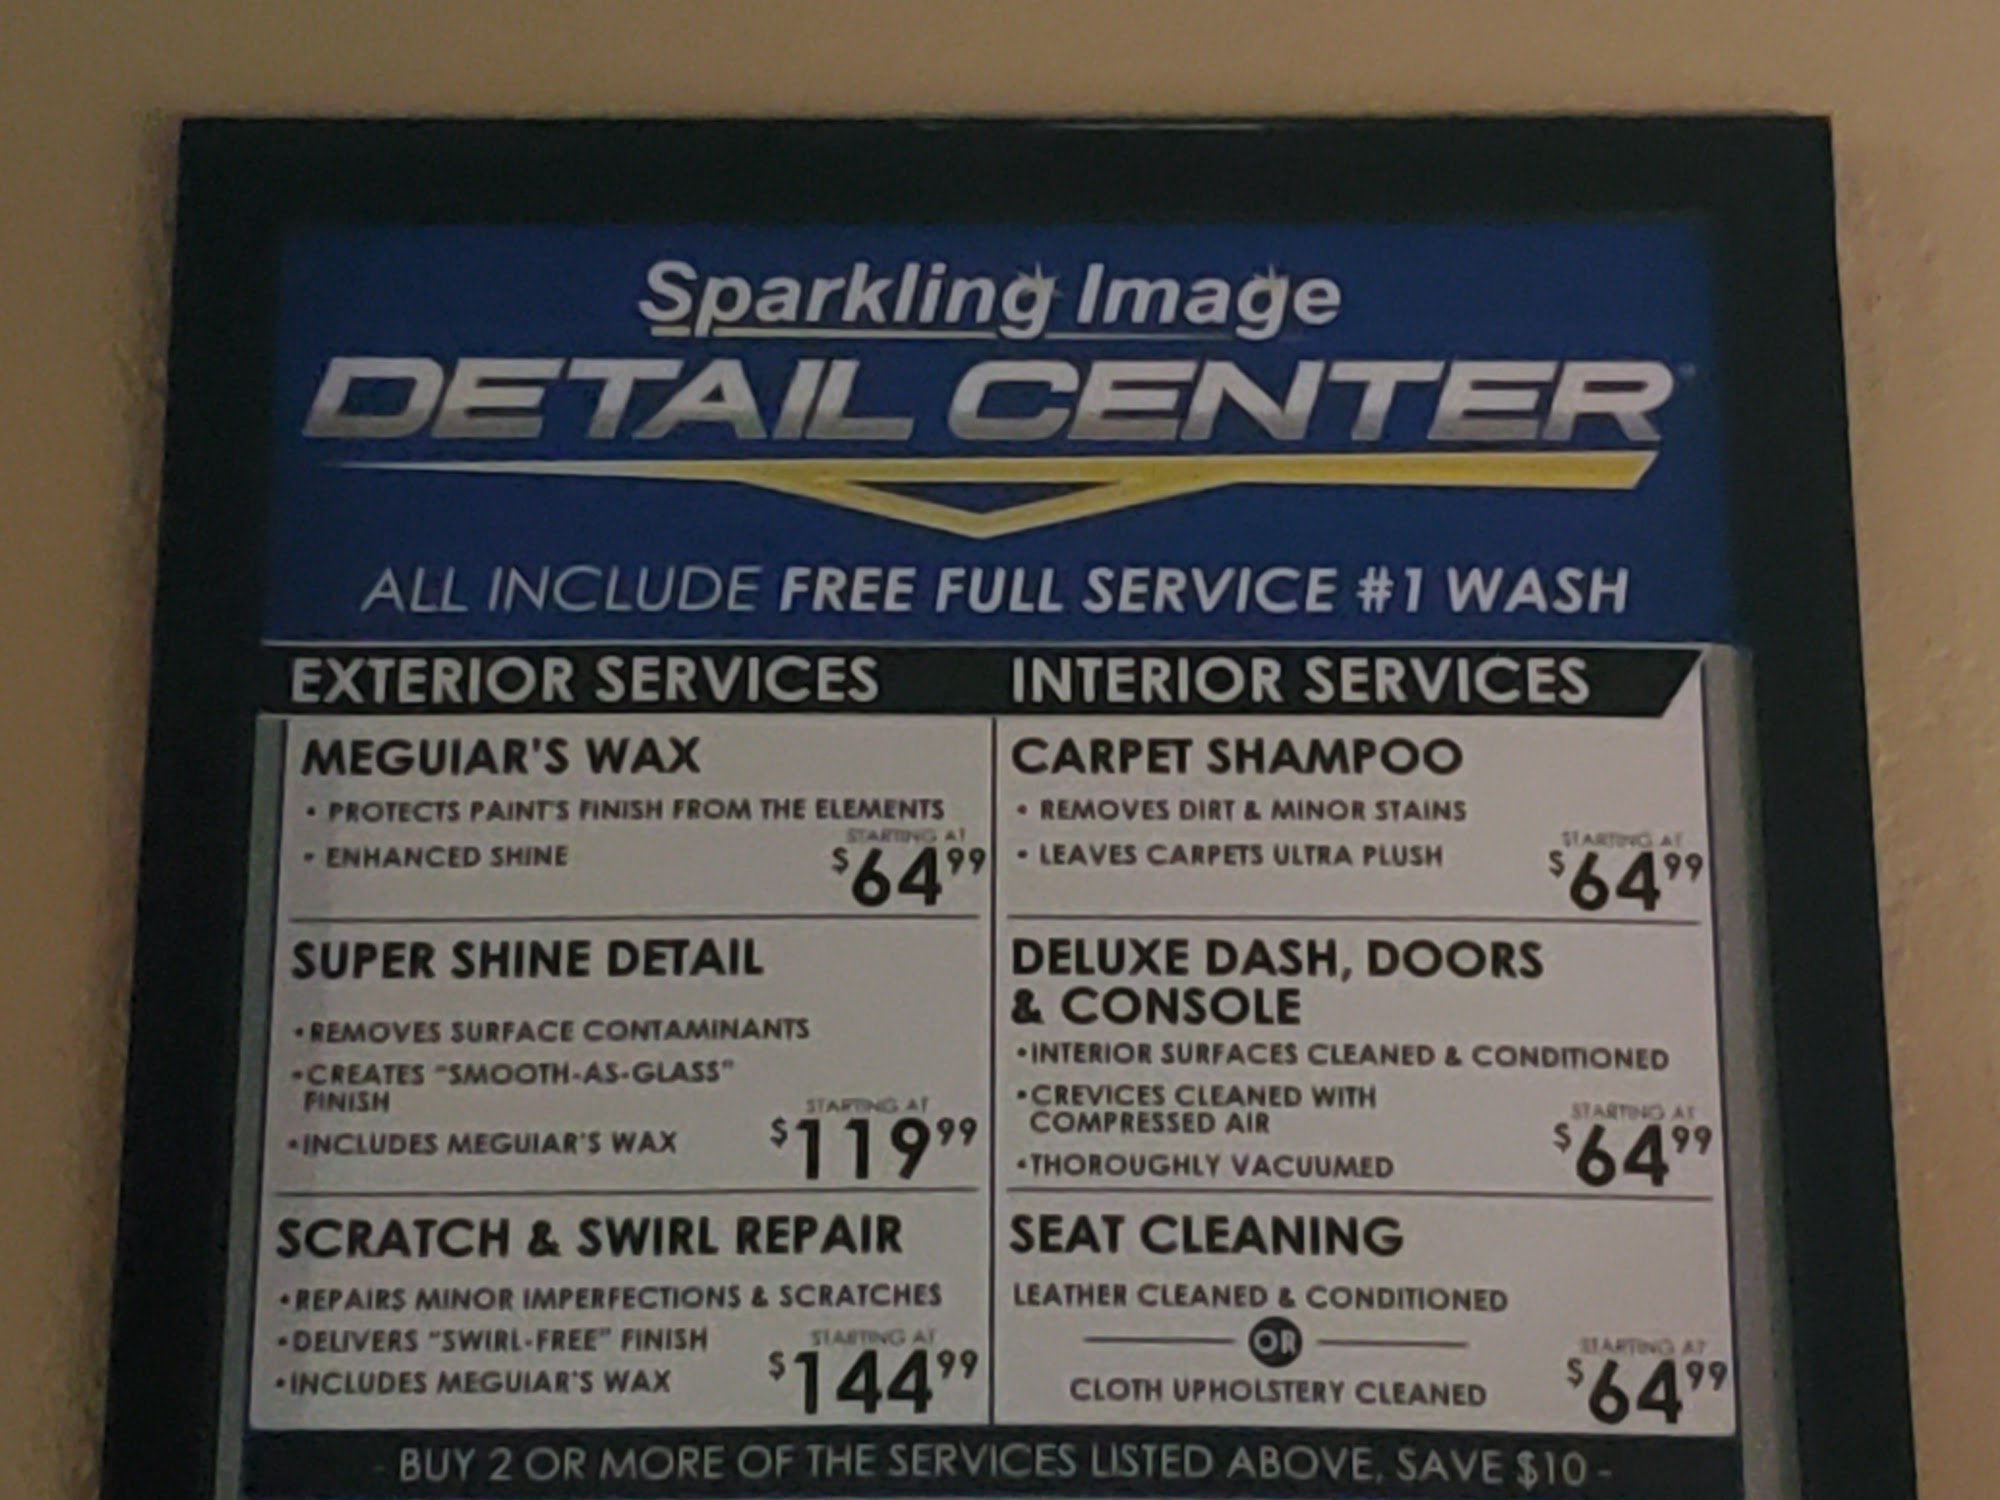 Sparkling Image
DETAIL CENTER
ALL INCLUDE FREE FULL SERVICE #1 WASH
EXTERIOR SERVICES
MEGUIAR'S WAX
• PROTECTS PAINT'S FINISH FROM THE ELEMENTS
• ENHANCED SHINE
STARTING AT
$64.99
SUPER SHINE DETAIL
• REMOVES SURFACE CONTAMINANTS
• CREATES "SMOOTH-AS-GLASS"
FINISH
• INCLUDES MEGUIAR'S WAX
STARTING AT
$119.99
SCRATCH & SWIRL REPAIR
• REPAIRS MINOR IMPERFECTIONS & SCRATCHES
• DELIVERS "SWIRL-FREE" FINISH
• INCLUDES MEGUIAR'S WAX
STARTING AT
$144.99
INTERIOR SERVICES
CARPET SHAMPOO
• REMOVES DIRT & MINOR STAINS
• LEAVES CARPETS ULTRA PLUSH
STARTING AT
$64.99
DELUXE DASH, DOORS
& CONSOLE
• INTERIOR SURFACES CLEANED & CONDITIONED
• CREVICES CLEANED WITH
COMPRESSED AIR
• THOROUGHLY VACUUMED
STARTING AT
$64.99
SEAT CLEANING
LEATHER CLEANED & CONDITIONED
OR
CLOTH UPHOLSTERY CLEANED
STARTING AT
$64.99
- BUY 2 OR MORE OF THE SERVICES LISTED ABOVE, SAVE $10 -